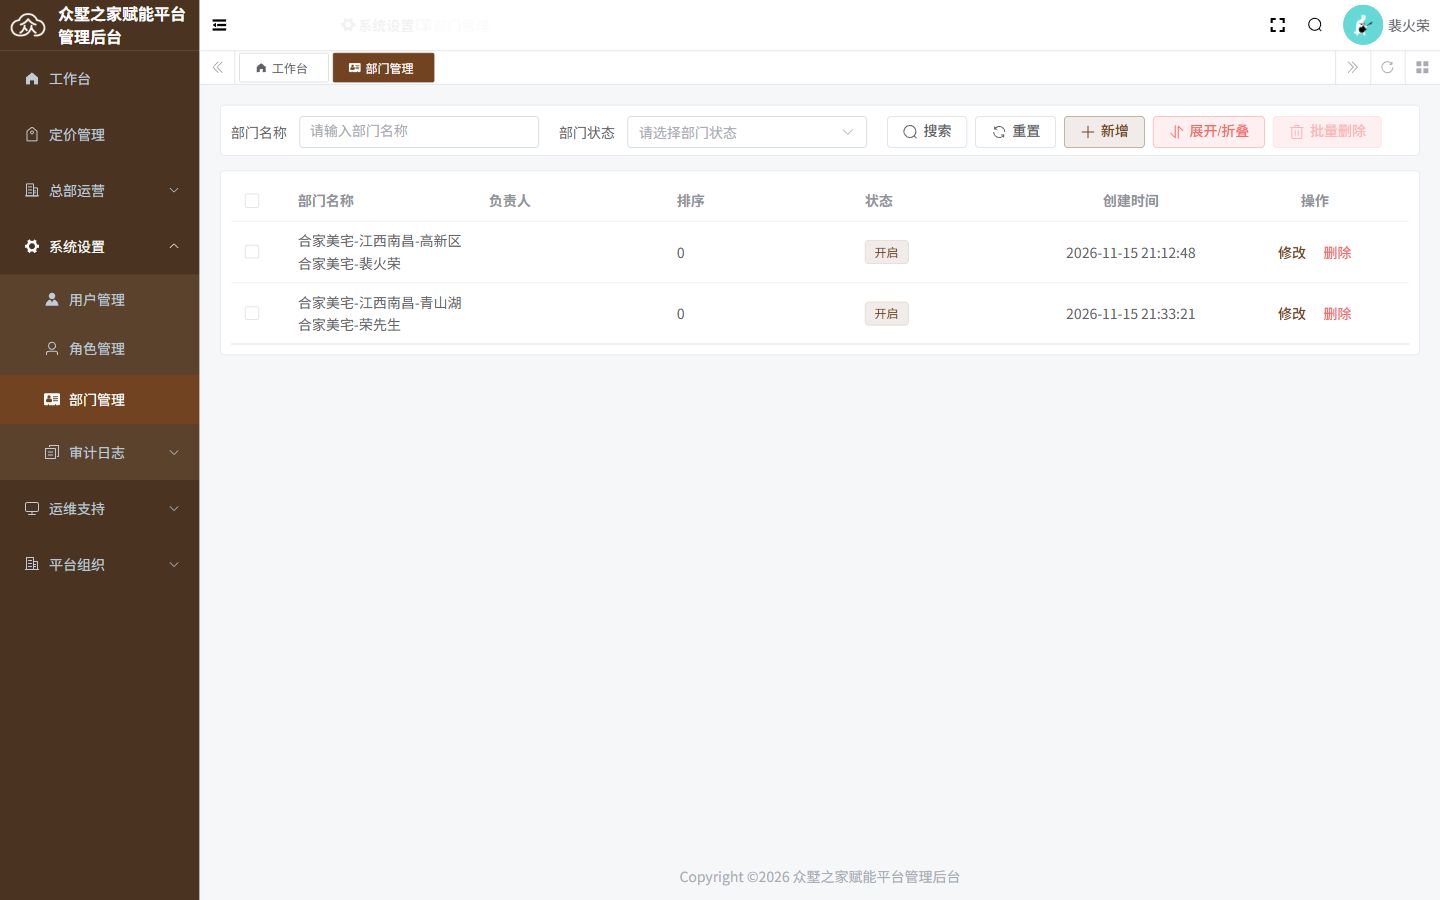 众墅之家赋能平台
管理后台
工作台
定价管理
总部运营
系统设置
用户管理
角色管理
部门管理
审计日志
运维支持
平台组织
系统设置 部门管理
裴火荣
工作台
部门管理
部门名称 请输入部门名称 部门状态 请选择部门状态 搜索 重置 新增 展开/折叠 批量删除
部门名称 负责人 排序 状态 创建时间 操作
合家美宅-江西南昌-高新区
合家美宅-裴火荣
0 开启 2026-11-15 21:12:48 修改 删除
合家美宅-江西南昌-青山湖
合家美宅-荣先生
0 开启 2026-11-15 21:33:21 修改 删除
Copyright ©2026 众墅之家赋能平台管理后台